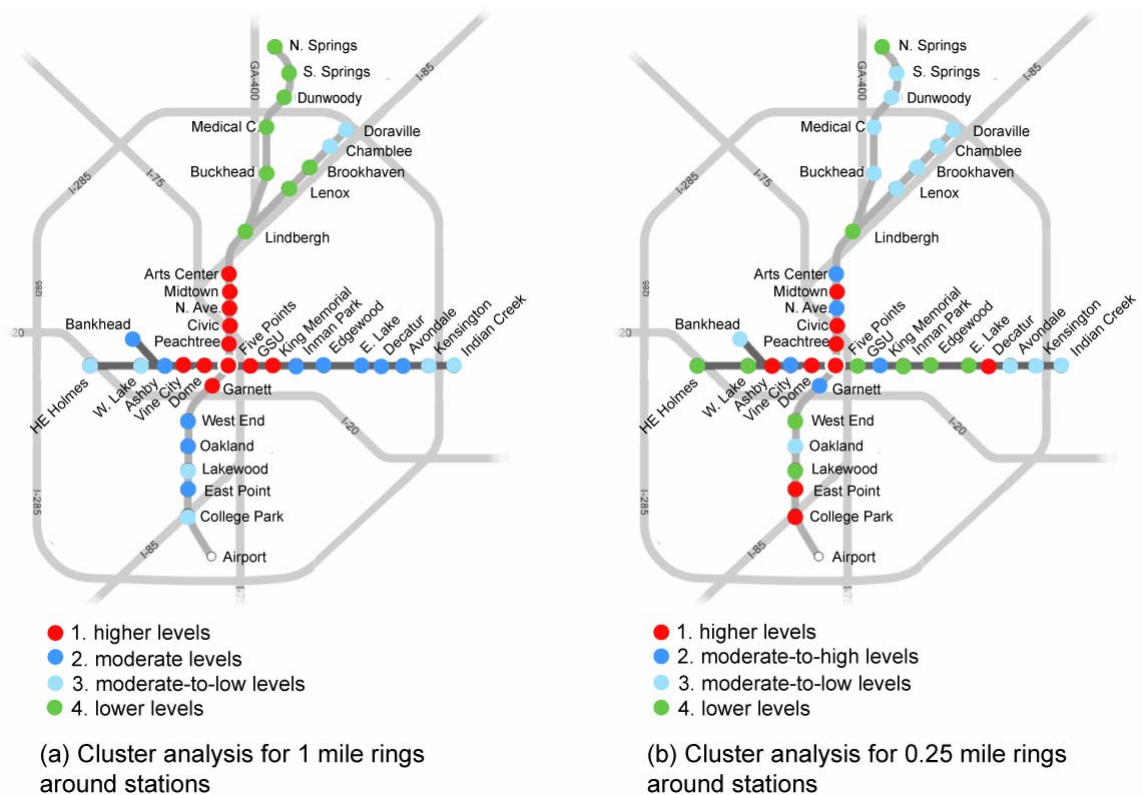 N. Springs
S. Springs
GA-400
I-85
Dunwoody
Medical C.
Doraville
Chamblee
Buckhead
Brookhaven
Lenox
I-285
I-75
Lindbergh
Arts Center
Midtown
N. Ave.
Civic
Peachtree
I-285
-20
Bankhead
Five Points
GSU
King Memorial
Inman Park
Edgewood
E. Lake
Decatur
Avondale
Kensington
Indian Creek
HE Holmes
W. Lake
Ashby
Vine City
Dome
Garnett
West End
I-20
Oakland
Lakewood
East Point
I-285
College Park
I-85
Airport
1. higher levels
2. moderate levels
3. moderate-to-low levels
4. lower levels
(a) Cluster analysis for 1 mile rings
around stations
N. Springs
S. Springs
GA-400
I-85
Dunwoody
Medical C.
Doraville
Chamblee
Buckhead
Brookhaven
Lenox
I-285
I-75
Lindbergh
Arts Center
Midtown
N. Ave.
Civic
Peachtree
-20
Bankhead
Five Points
GSU
King Memorial
Inman Park
Edgewood
E. Lake
Decatur
Avondale
Kensington
Indian Creek
HE Holmes
W. Lake
Ashby
Vine City
Dome
Garnett
West End
I-20
Oakland
Lakewood
East Point
I-285
College Park
I-85
Airport
1. higher levels
2. moderate-to-high levels
3. moderate-to-low levels
4. lower levels
(b) Cluster analysis for 0.25 mile rings
around stations